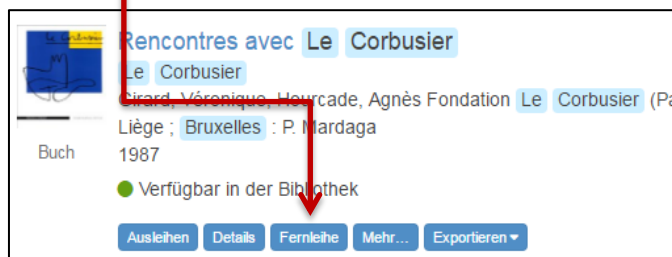 Rencontres avec Le Corbusier
Le Corbusier
Girard, Véronique, Hourcade, Agnès Fondation Le Corbusier (Pa
Liège ; Bruxelles : P. Mardaga
Buch
1987
Verfügbar in der Bibliothek
Ausleihen Details Fernleihe Mehr... Exportieren